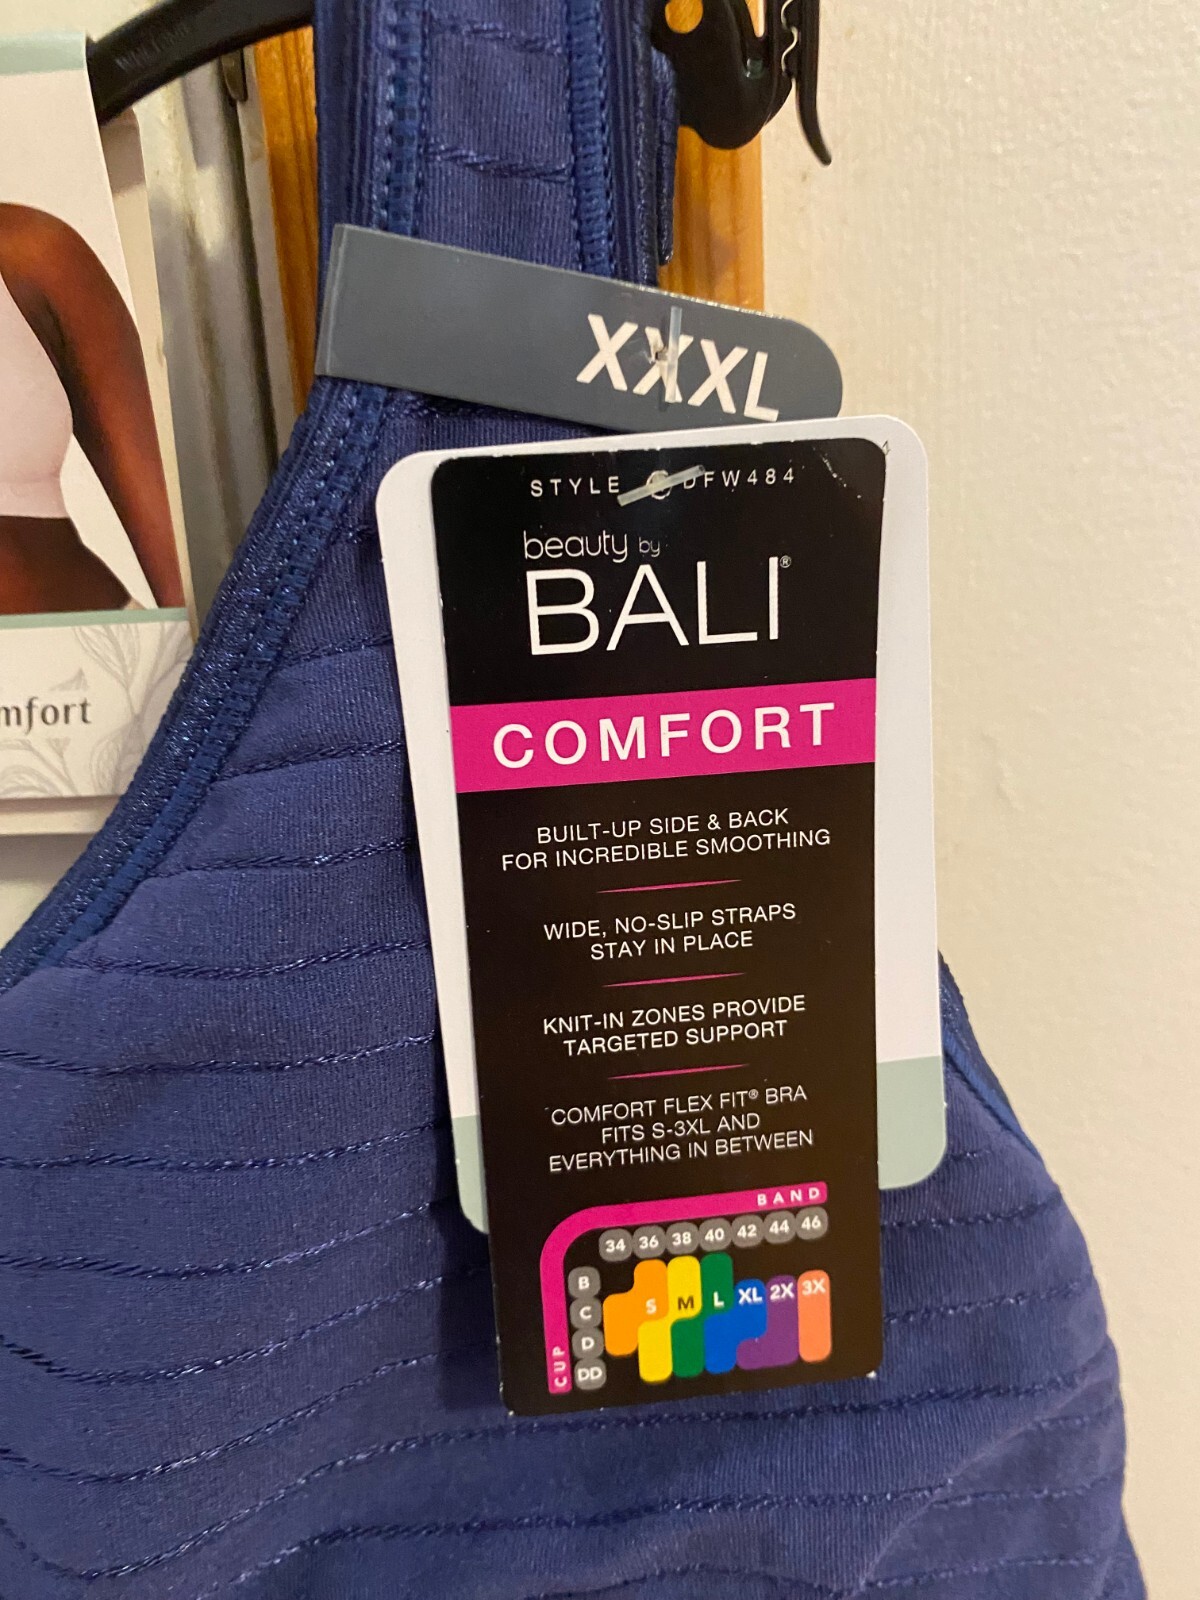 XXXL
STYLE DFW484
beauty by
BALI®
COMFORT
BUILT-UP SIDE & BACK
FOR INCREDIBLE SMOOTHING
WIDE, NO-SLIP STRAPS
STAY IN PLACE
KNIT-IN ZONES PROVIDE
TARGETED SUPPORT
COMFORT FLEX FIT® BRA
FITS S-3XL AND
EVERYTHING IN BETWEEN
BAND
34 36 38 40 42 44 46
CUP
B
C
D
DD
S M L XL 2X 3X
mfort